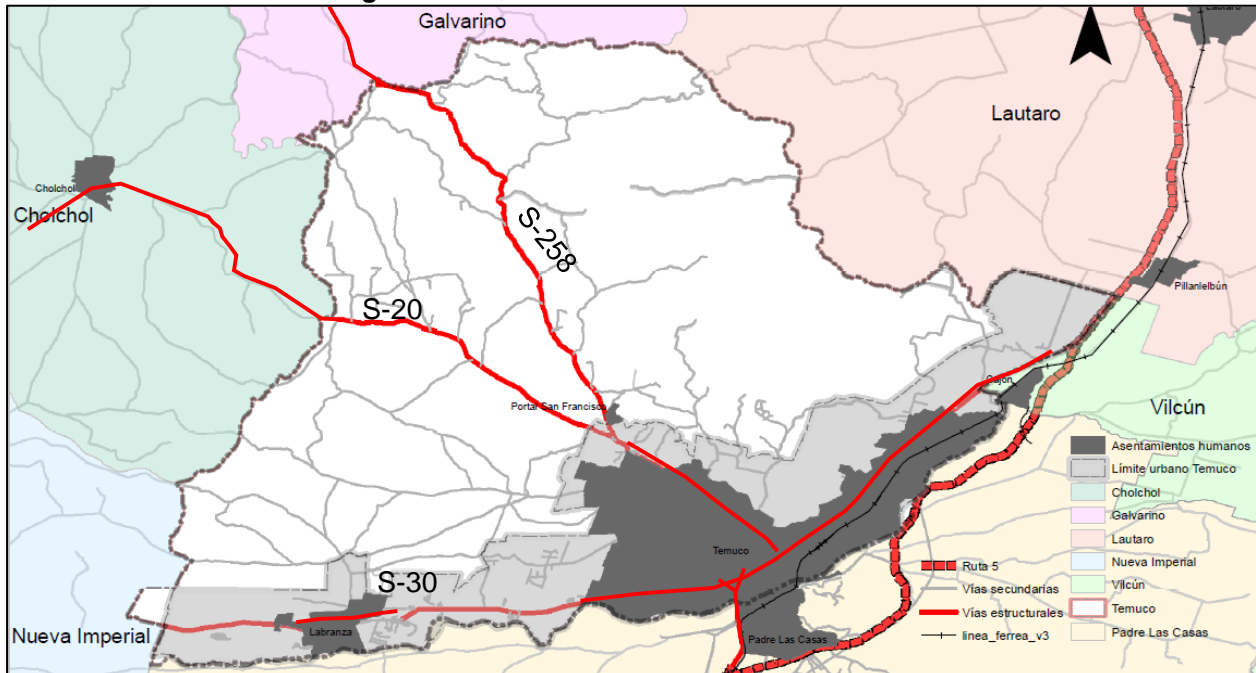 Galvarino
Lautaro
Lautaro
Cholchol
Cholchol
S-258
Pillanlelbún
S-20
Cajón
Portal San Francisco
Vilcún
Temuco
S-30
Nueva Imperial
Labranza
Padre Las Casas
Asentamientos humanos
Límite urbano Temuco
Cholchol
Galvarino
Lautaro
Nueva Imperial
Vilcún
Temuco
Padre Las Casas
Ruta 5
Vías secundarias
Vías estructurales
linea_ferrea_v3